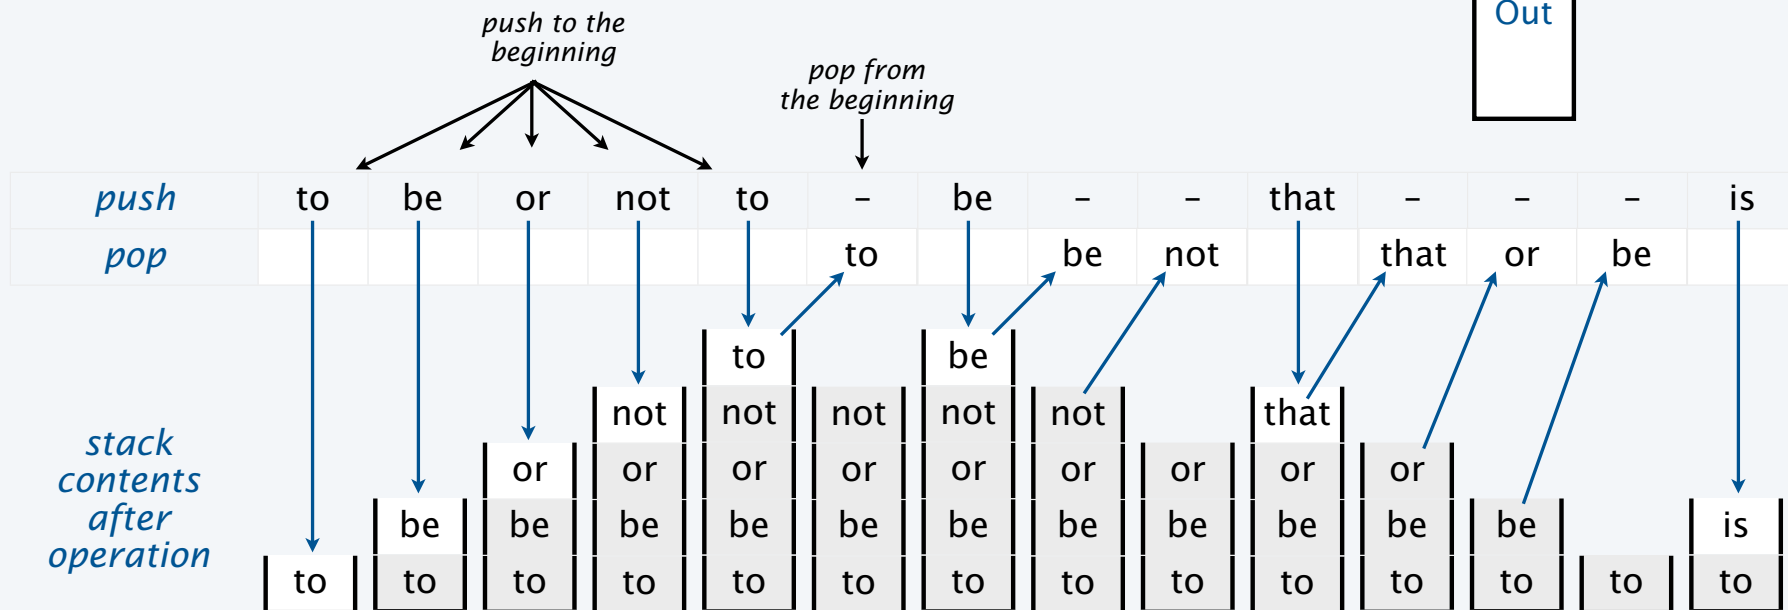 Out
push to the
beginning
pop from
the beginning
push to be or not to – be – – that – – – is
pop to be not that or be
to be
not not not not not that
or or or or or or or or or
stack
contents
after
operation
be be be be be be be be be be be is
to to to to to to to to to to to to to to